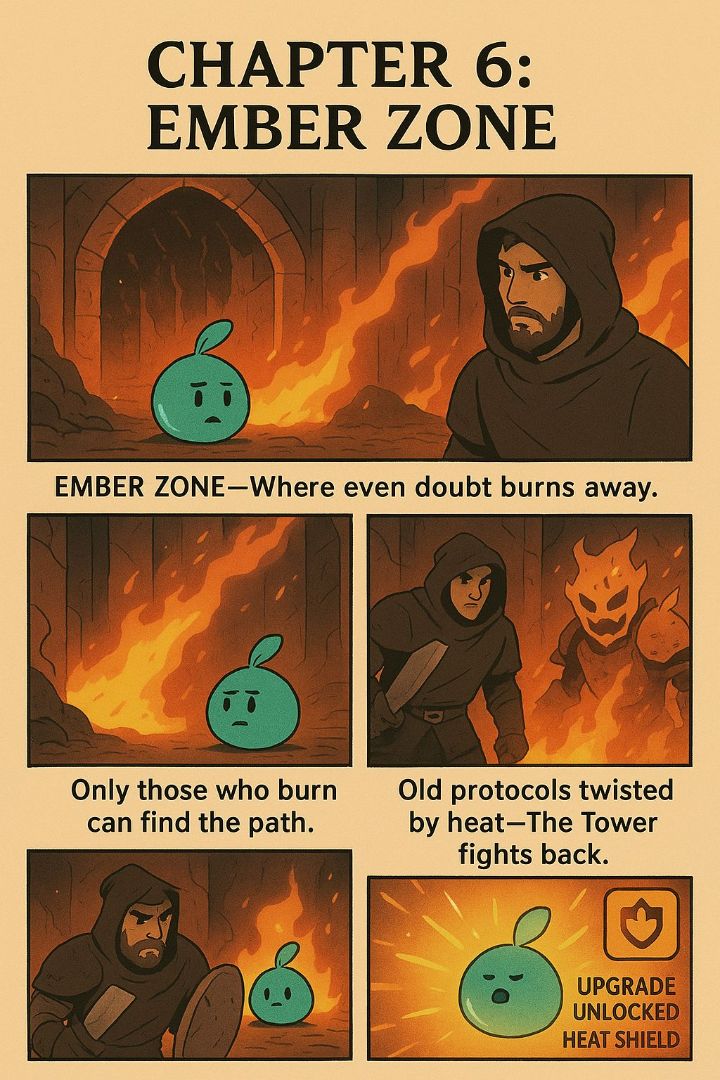 CHAPTER 6:
EMBER ZONE
EMBER ZONE—Where even doubt burns away.
Only those who burn
can find the path.
Old protocols twisted
by heat—The Tower
fights back.
UPGRADE
UNLOCKED
HEAT SHIELD